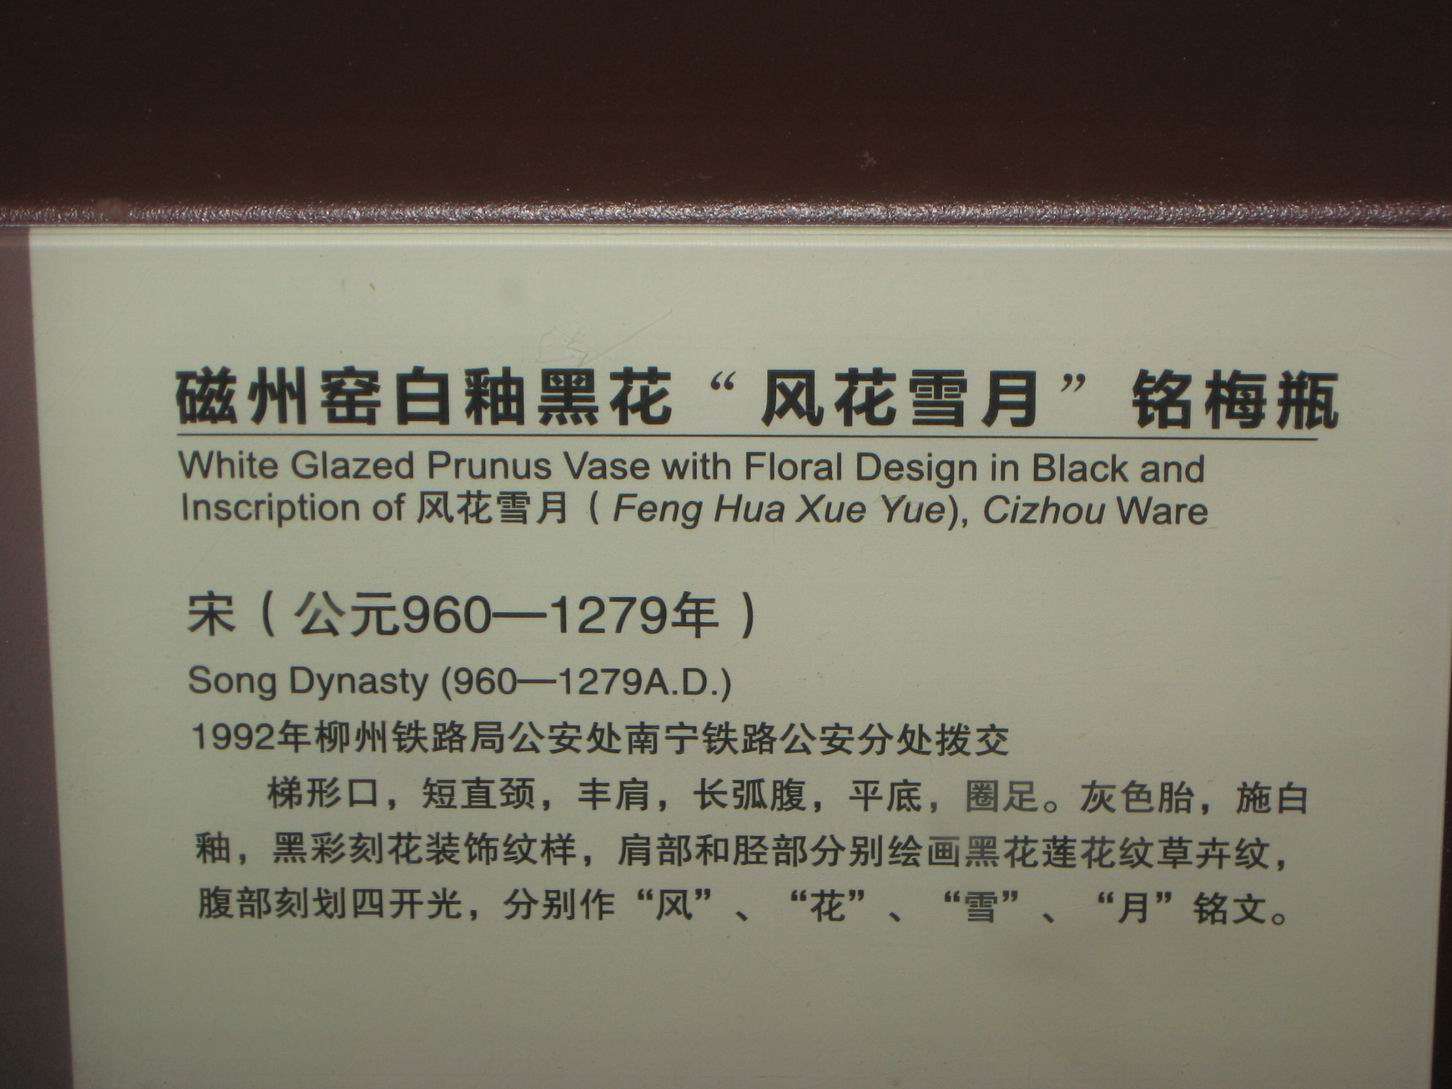 磁州窑白釉黑花“风花雪月”铭梅瓶
White Glazed Prunus Vase with Floral Design in Black and
Inscription of 风花雪月 ( Feng Hua Xue Yue), Cizhou Ware
宋（公元960—1279年）
Song Dynasty (960—1279A.D.)
1992年柳州铁路局公安处南宁铁路公安分处拨交
梯形口，短直颈，丰肩，长弧腹，平底，圈足。灰色胎，施白
釉，黑彩刻花装饰纹样，肩部和胫部分别绘画黑花莲花纹草卉纹，
腹部刻划四开光，分别作“风”、“花”、“雪”、“月”铭文。